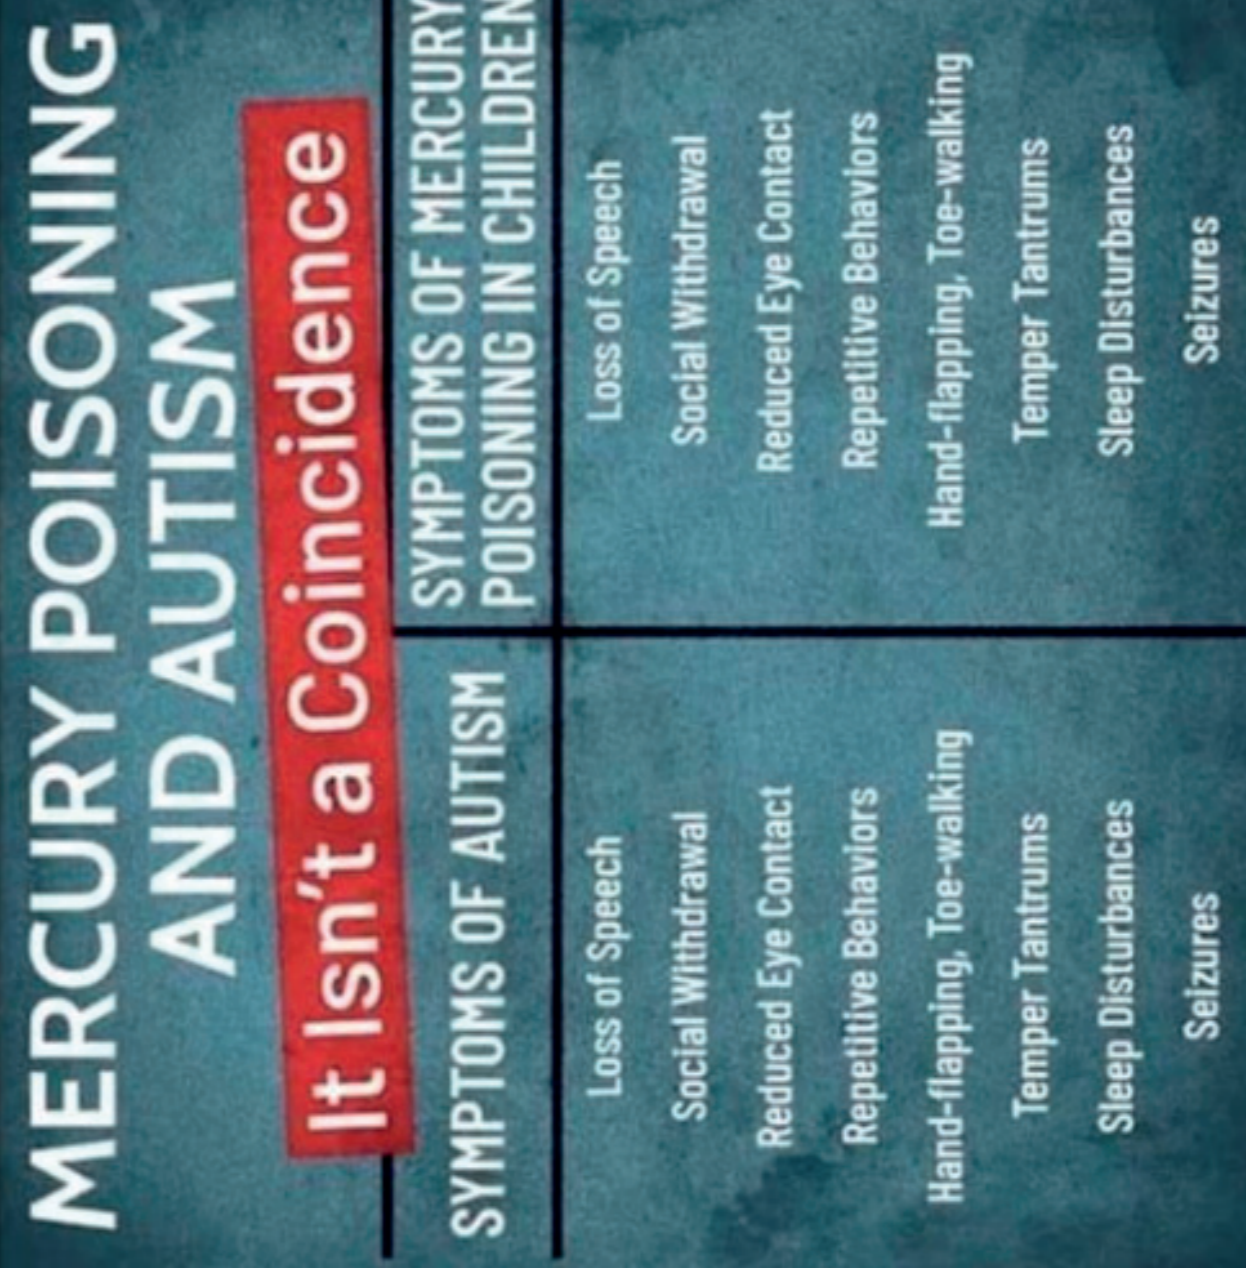 MERCURY POISONING
AND AUTISM
It Isn't a Coincidence
SYMPTOMS OF AUTISM
SYMPTOMS OF MERCURY
POISONING IN CHILDREN
Loss of Speech
Loss of Speech
Social Withdrawal
Social Withdrawal
Reduced Eye Contact
Reduced Eye Contact
Repetitive Behaviors
Repetitive Behaviors
Hand-flapping, Toe-walking
Hand-flapping, Toe-walking
Temper Tantrums
Temper Tantrums
Sleep Disturbances
Sleep Disturbances
Seizures
Seizures